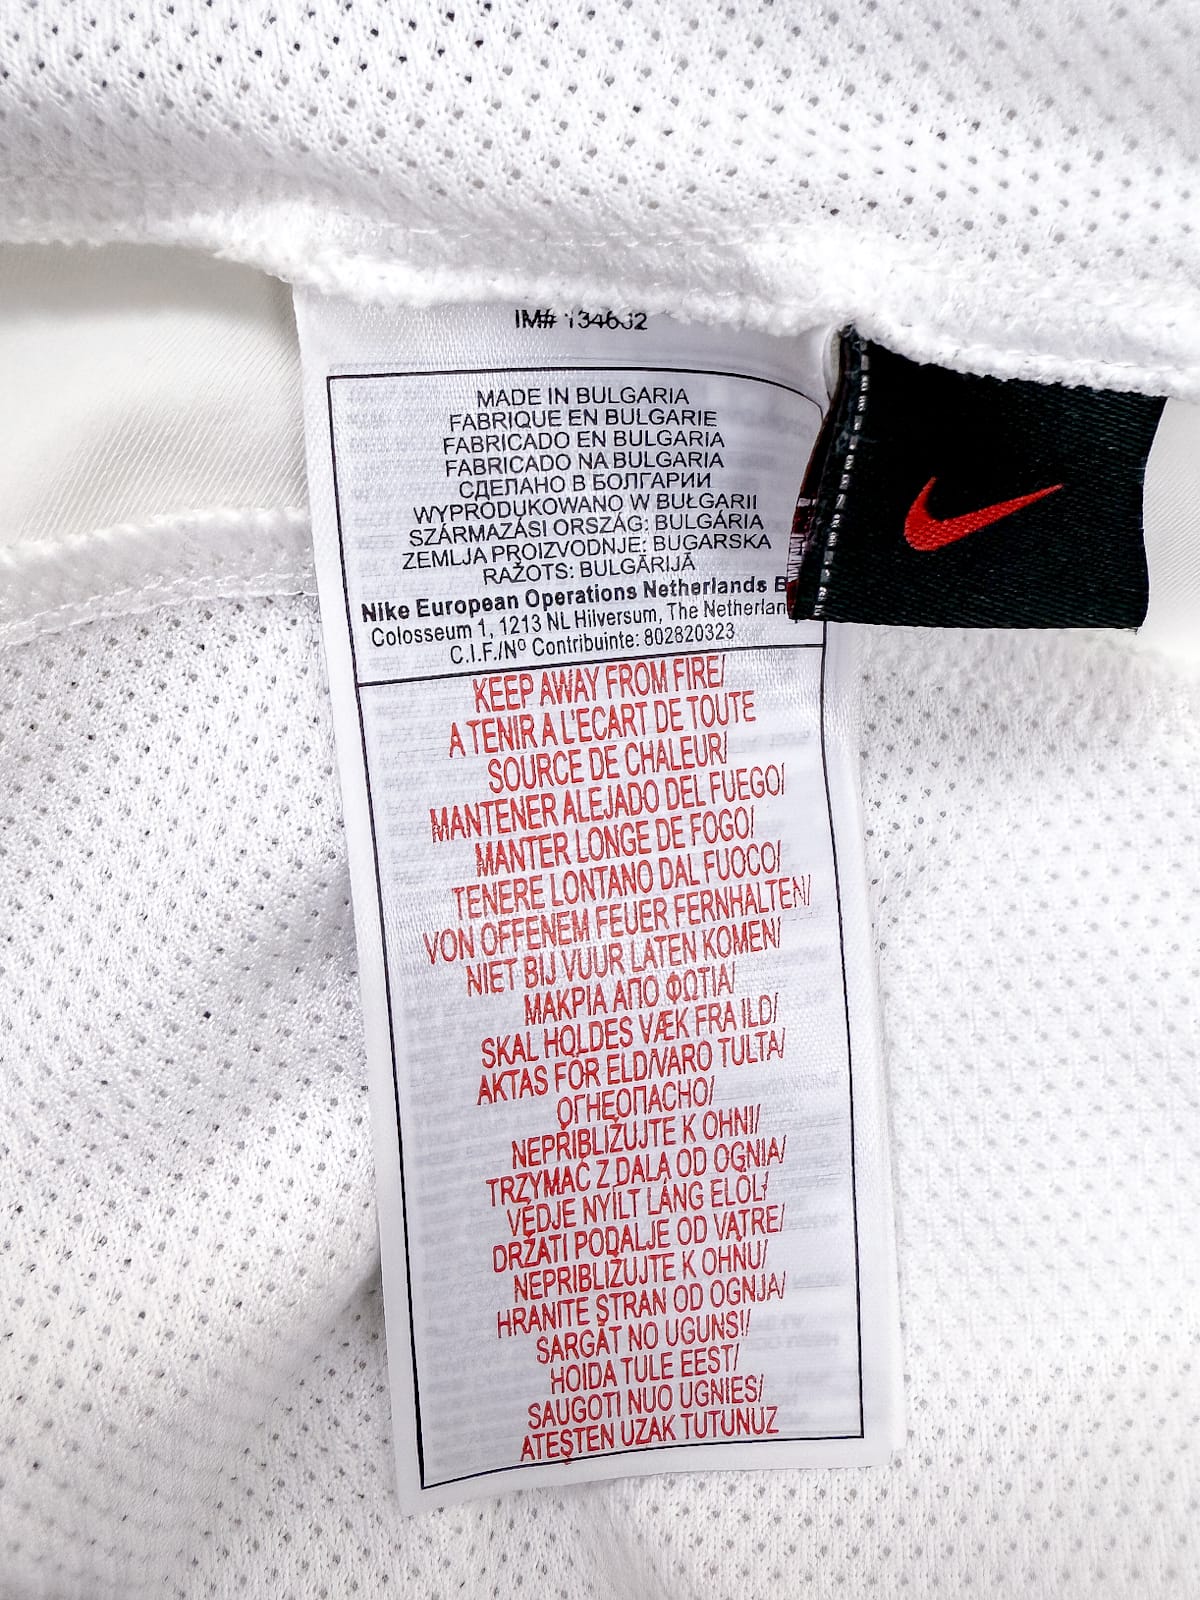 IM# 134632
MADE IN BULGARIA
FABRIQUE EN BULGARIE
FABRICADO EN BULGARIA
FABRICADO NA BULGARIA
СДЕЛАНО В БОЛГАРИИ
WYPRODUKOWANO W BUŁGARII
SZÁRMAZÁSI ORSZÁG: BULGÁRIA
ZEMLJA PROIZVODNJE: BUGARSKA
RAŽOTS: BULGĀRIJĀ
Nike European Operations Netherlands
Colosseum 1, 1213 NL Hilversum, The
C.I.F./Nº Contribuinte: 802820323
KEEP AWAY FROM FIRE/
A TENIR A L'ECART DE TOUTE
SOURCE DE CHALEUR/
MANTENER ALEJADO DEL FUEGO/
MANTER LONGE DE FOGO/
TENERE LONTANO DAL FUOCO/
VON OFFENEM FEUER FERNHALTEN/
NIET BIJ VUUR LATEN KOMEN/
ΜΑΚΡΙΑ ΑΠΟ ΦΩΤΙΑ/
SKAL HOLDES VÆK FRA ILD/
AKTAS FÖR ELD/VARO TULTA/
ОГНЕОПАСНО/
NEPŘIBLIŽUJTE K OHNI/
TRZYMAĆ Z DALA OD OGNIA/
VÉDJE NYÍLT LÁNG ELŐL/
DRŽATI PODALJE OD VATRE/
NEPRIBLIŽUJTE K OHŇU/
HRANITE STRAN OD OGNJA/
SARGĀT NO UGUNS!/
HOIDA TULE EEST/
SAUGOTI NUO UGNIES/
ATEŞTEN UZAK TUTUNUZ